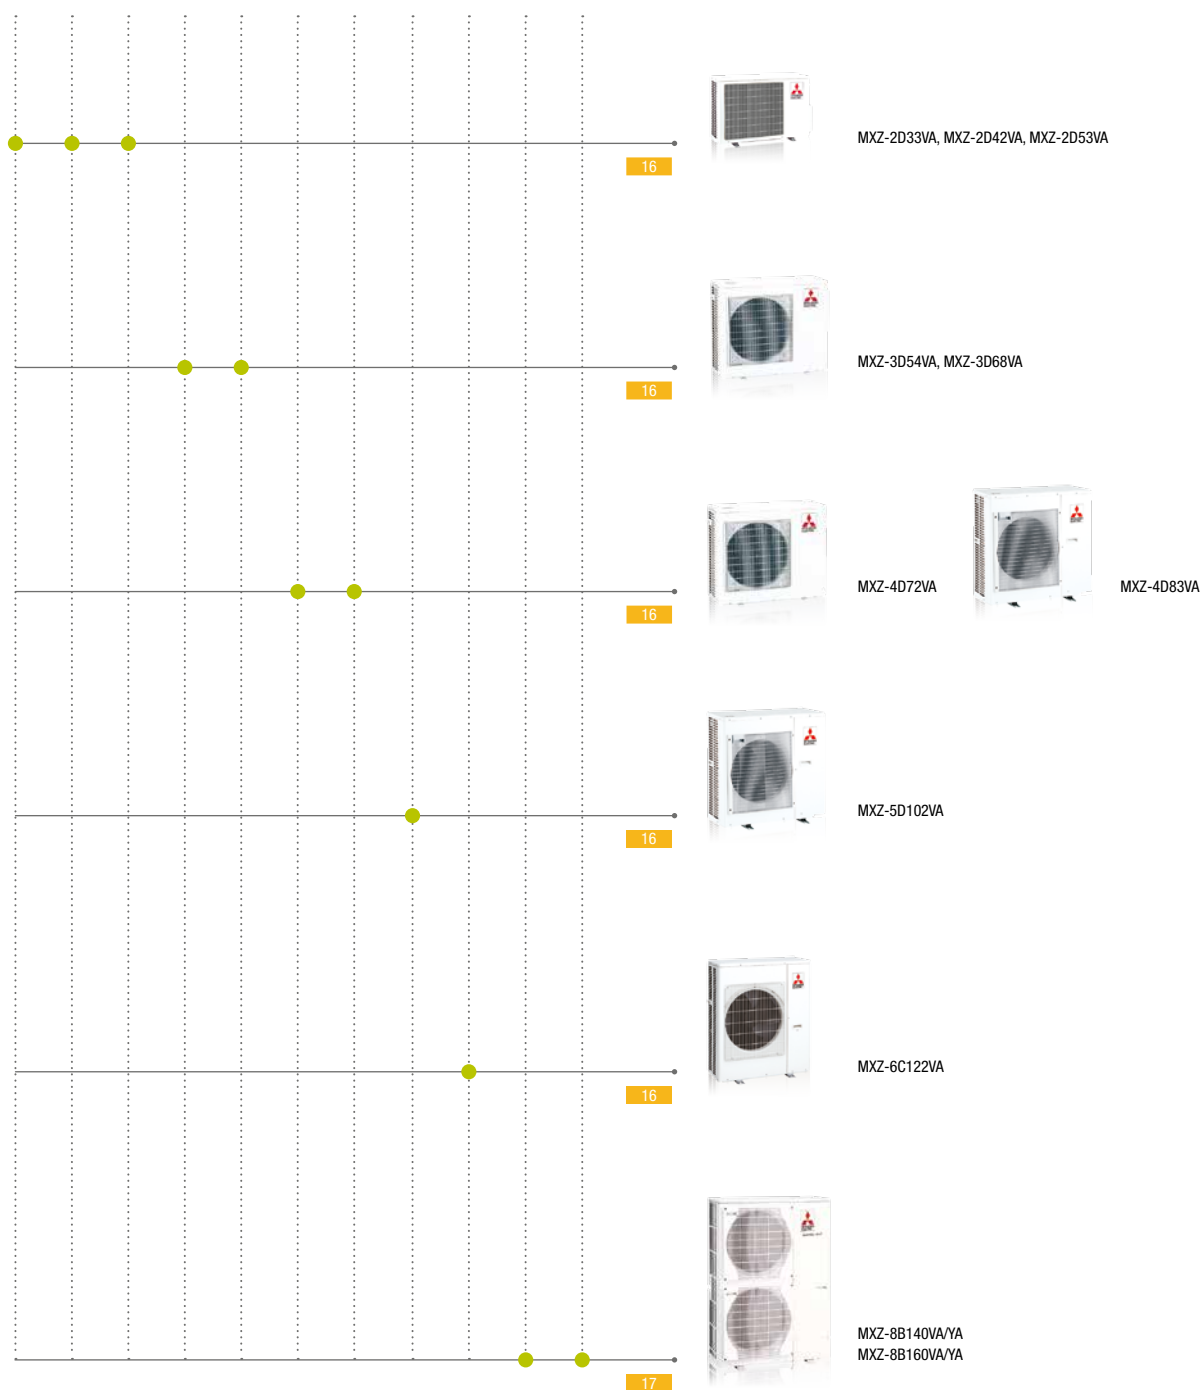 MXZ-2D33VA, MXZ-2D42VA, MXZ-2D53VA
16
MXZ-3D54VA, MXZ-3D68VA
16
MXZ-4D72VA
MXZ-4D83VA
16
MXZ-5D102VA
16
MXZ-6C122VA
16
MXZ-8B140VA/YA
MXZ-8B160VA/YA
17